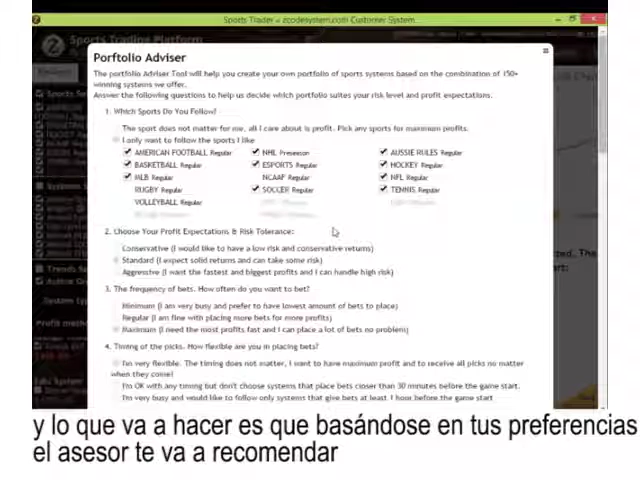 Sports Trader - zcodesystem.com Customer System...
Sports Trading Platform
Porftolio Adviser
The portfolio Adviser Tool will help you create your own portfolio of sports systems based on the combination of 150+
winning systems we offer.
Answer the following questions to help us decide which portfolio suites your risk level and profit expectations.
1. Which Sports Do You Follow?
The sport does not matter for me, all I care about is profit. Pick any sports for maximum profits.
I only want to follow the sports I like
AMERICAN FOOTBALL Regular NHL Preseason AUSSIE RULES Regular
BASKETBALL Regular ESPORTS Regular HOCKEY Regular
MLB Regular NCAAF Regular NFL Regular
RUGBY Regular SOCCER Regular TENNIS Regular
VOLLEYBALL Regular
2. Choose Your Profit Expectations & Risk Tolerance:
Conservative (I would like to have a low risk and conservative returns)
Standard (I expect solid returns and can take some risk)
Aggressive (I want the fastest and biggest profits and I can handle high risk)
3. The frequency of bets. How often do you want to bet?
Minimum (I am very busy and prefer to have lowest amount of bets to place)
Regular (I am fine with placing more bets for more profits)
Maximum (I need the most profits fast and I can place a lot of bets no problem)
4. Timing of the picks. How flexible are you in placing bets?
I'm very flexible. The timing does not matter, I want to have maximum profit and to receive all picks no matter
when they come!
I'm OK with any timing but don't choose systems that place bets closer than 30 minutes before the game start.
I'm very busy and would like to follow only systems that give bets at least 1 hour before the game start
y lo que va a hacer es que basándose en tus preferencias
el asesor te va a recomendar